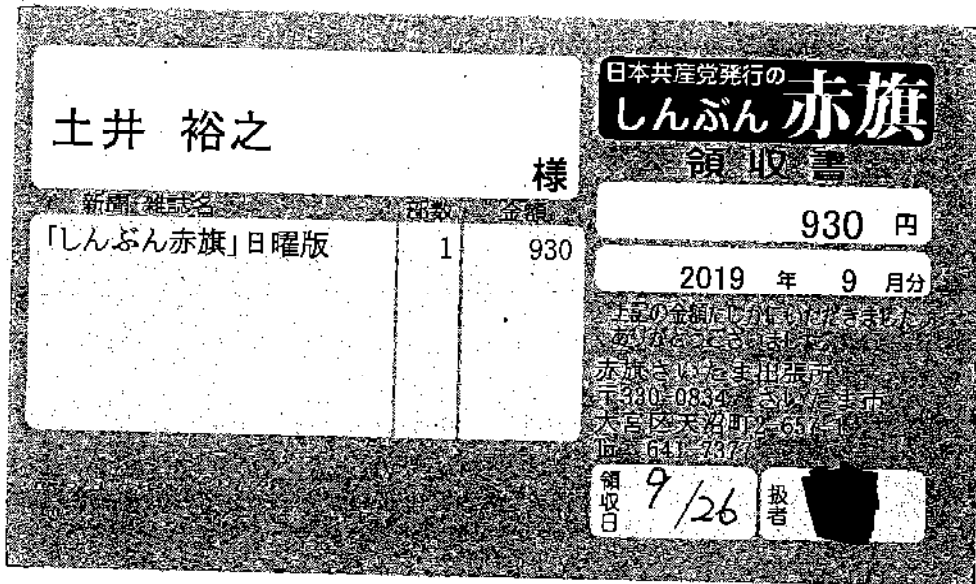 土井 裕之
様
新聞・雑誌名 部数 金額
「しんぶん赤旗」日曜版 1 930
日本共産党発行の
しんぶん赤旗
領収書
930 円
2019 年 9 月分
上記の金額たしかにいただきました。
ありがとうございました。
赤旗さいたま出張所
〒330-0834 さいたま市
大宮区天沼町2-657-1
641-7377
領収日 9/26
扱者